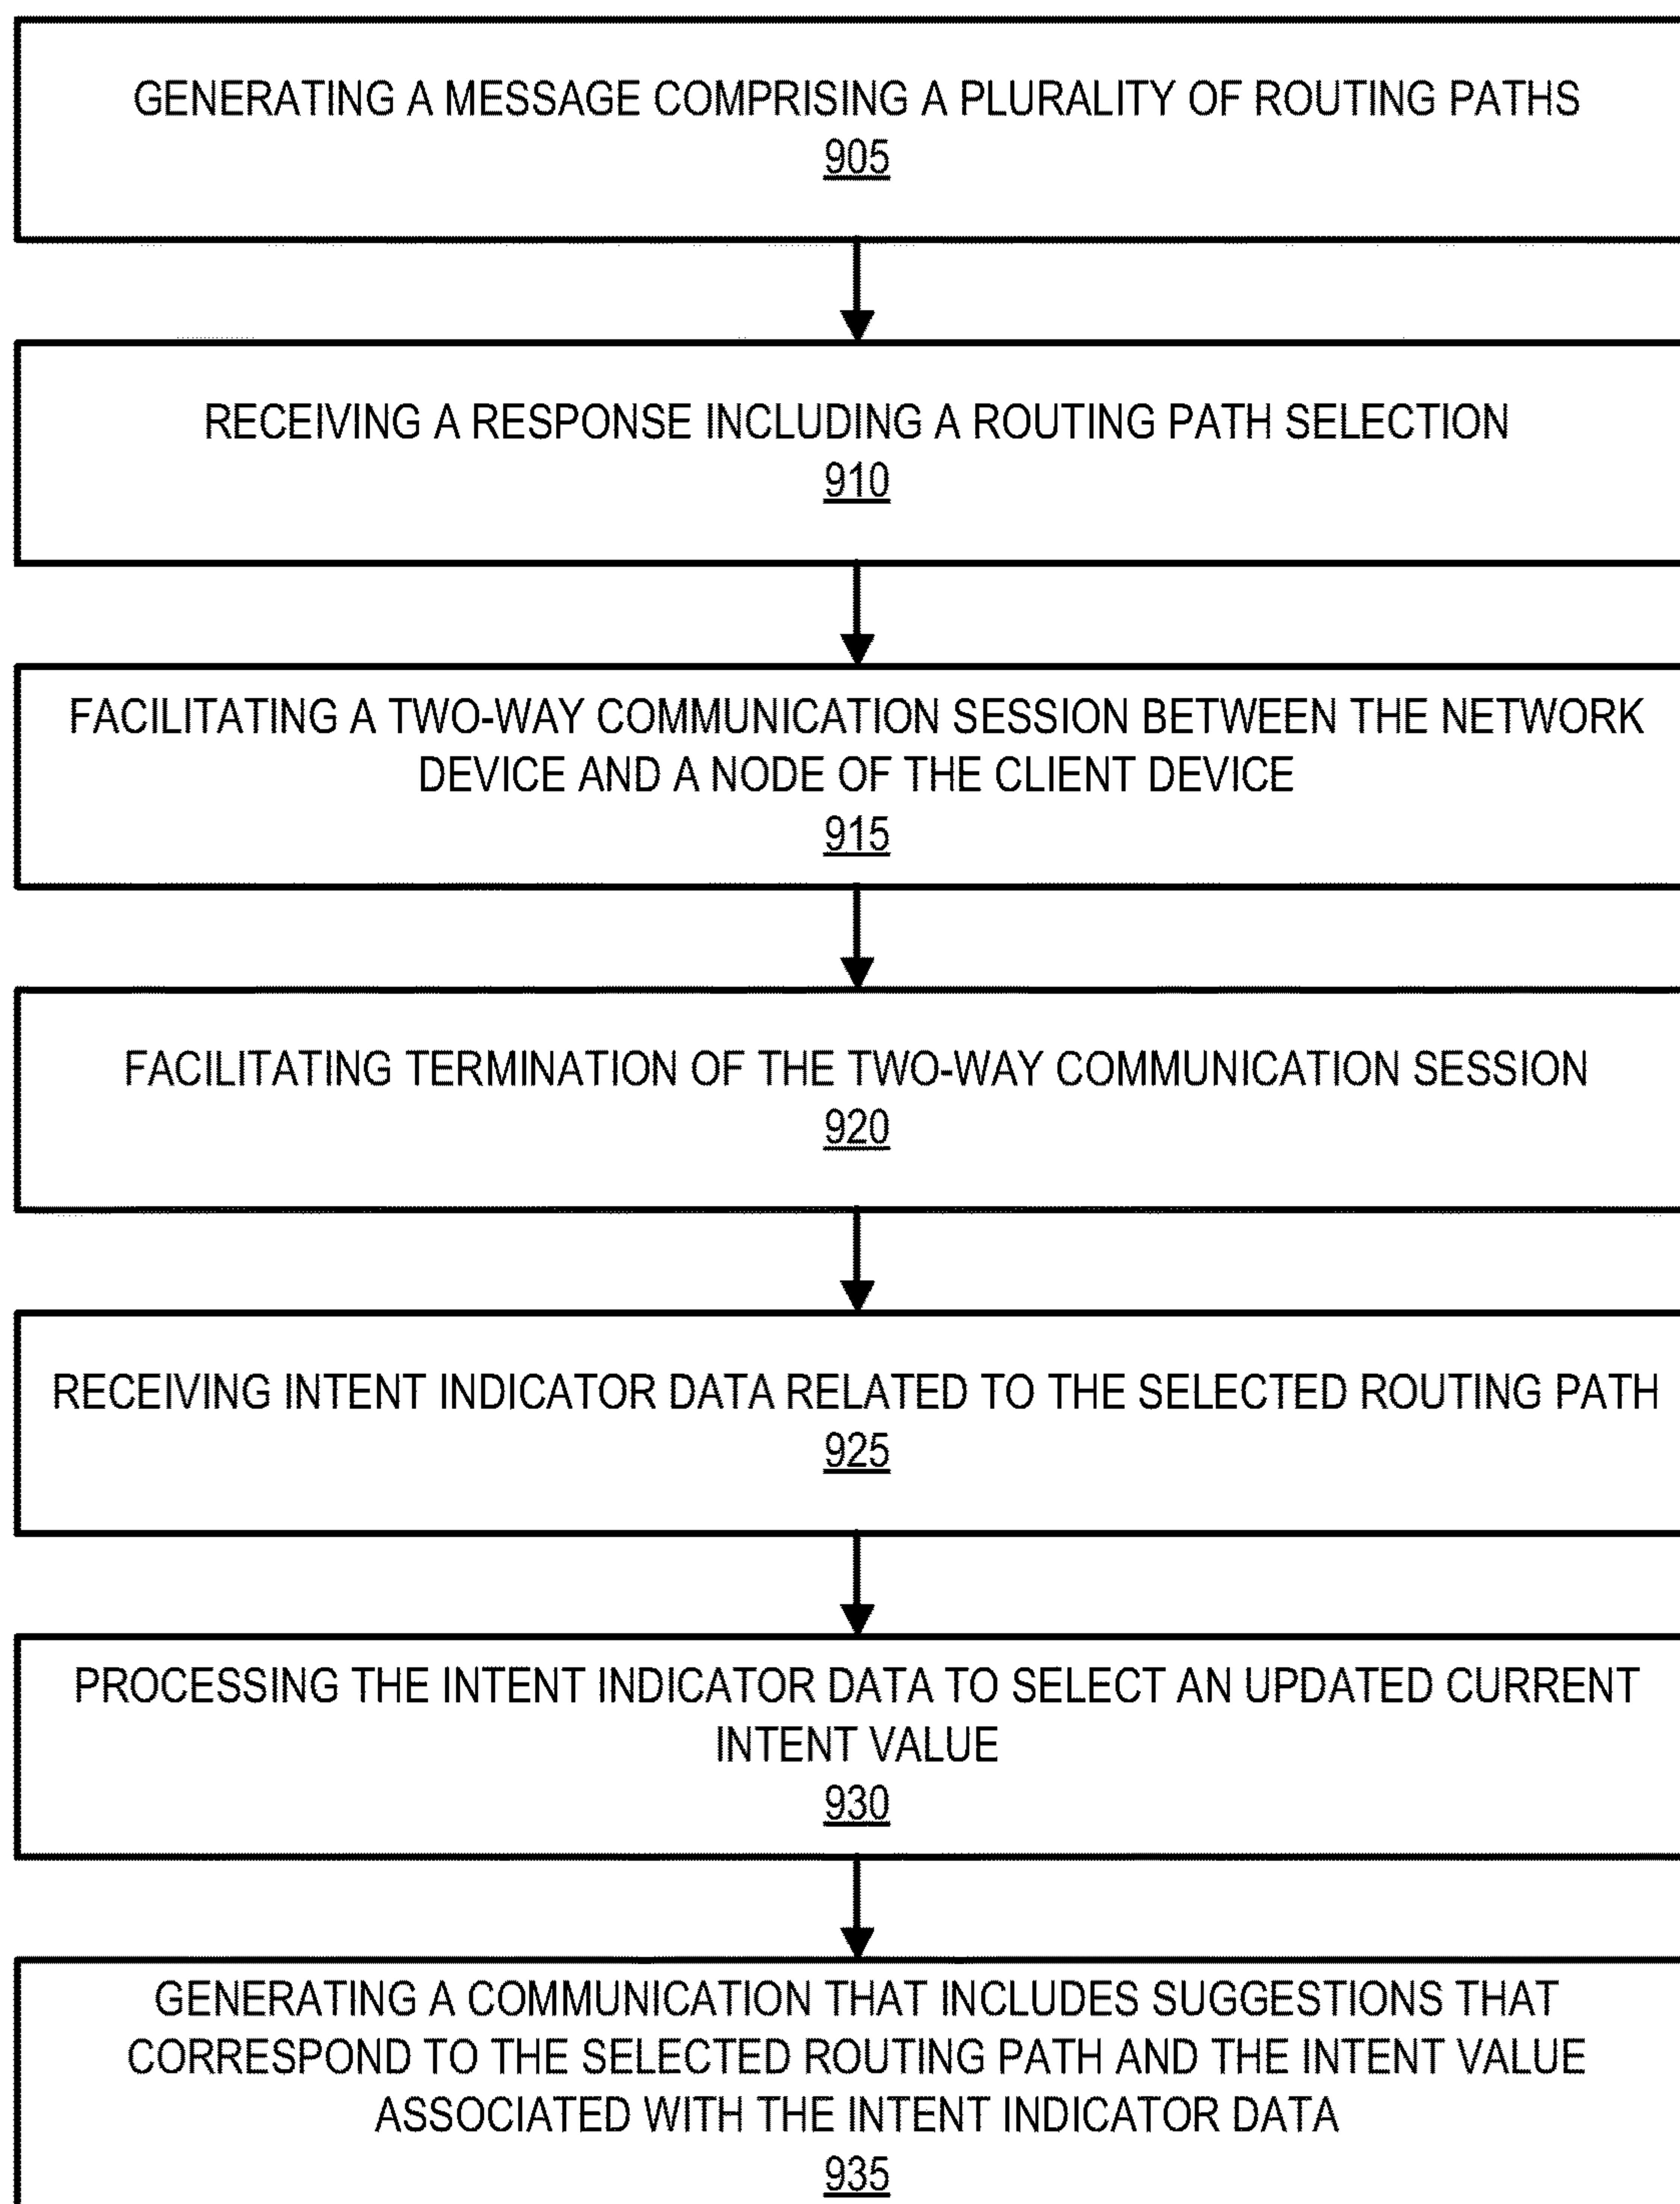 GENERATING A MESSAGE COMPRISING A PLURALITY OF ROUTING PATHS
905
RECEIVING A RESPONSE INCLUDING A ROUTING PATH SELECTION
910
FACILITATING A TWO-WAY COMMUNICATION SESSION BETWEEN THE NETWORK
DEVICE AND A NODE OF THE CLIENT DEVICE
915
FACILITATING TERMINATION OF THE TWO-WAY COMMUNICATION SESSION
920
RECEIVING INTENT INDICATOR DATA RELATED TO THE SELECTED ROUTING PATH
925
PROCESSING THE INTENT INDICATOR DATA TO SELECT AN UPDATED CURRENT
INTENT VALUE
930
GENERATING A COMMUNICATION THAT INCLUDES SUGGESTIONS THAT
CORRESPOND TO THE SELECTED ROUTING PATH AND THE INTENT VALUE
ASSOCIATED WITH THE INTENT INDICATOR DATA
935